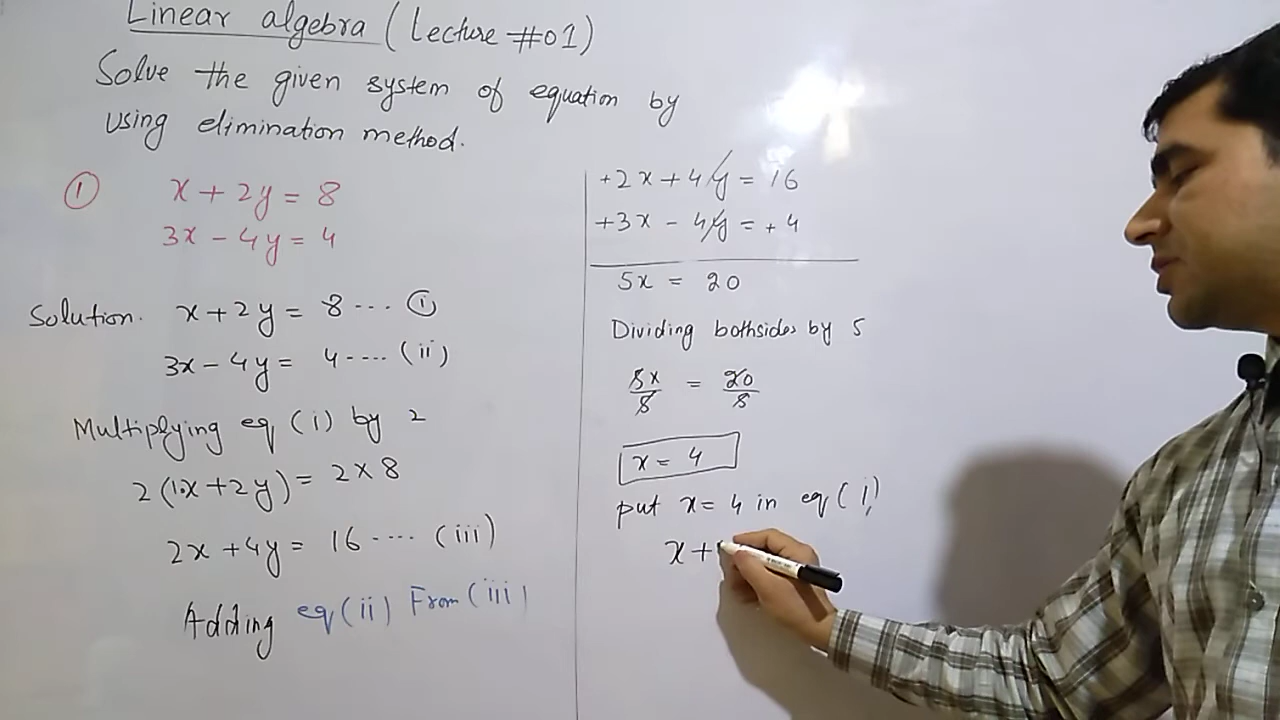 Linear algebra (Lecture #01)
Solve the given system of equation by
using elimination method.
① x + 2y = 8
3x - 4y = 4
Solution. x + 2y = 8 --- ⓘ
3x - 4y = 4 ---- (ii)
Multiplying eq (i) by 2
2(1.x + 2y) = 2 × 8
2x + 4y = 16 ---- (iii)
Adding eq (ii) From (iii)
+2x + 4y = 16
+3x - 4y = +4
5x = 20
Dividing bothsides by 5
5x/5 = 20/5
x = 4
put x = 4 in eq (i)
x +